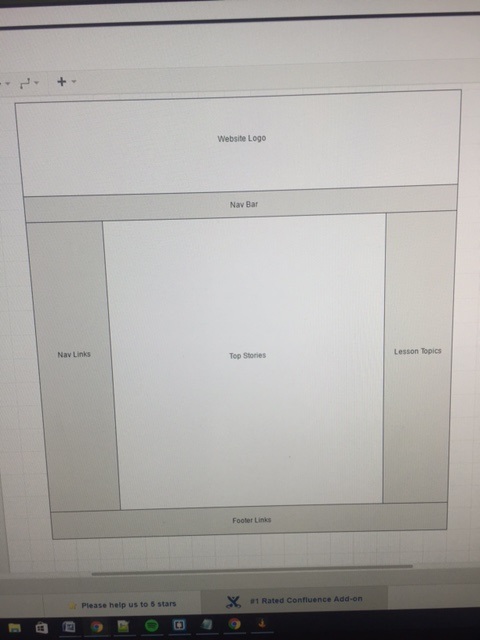 Website Logo
Nav Bar
Nav Links
Top Stories
Lesson Topics
Footer Links
Please help us to 5 stars
#1 Rated Confluence Add-on